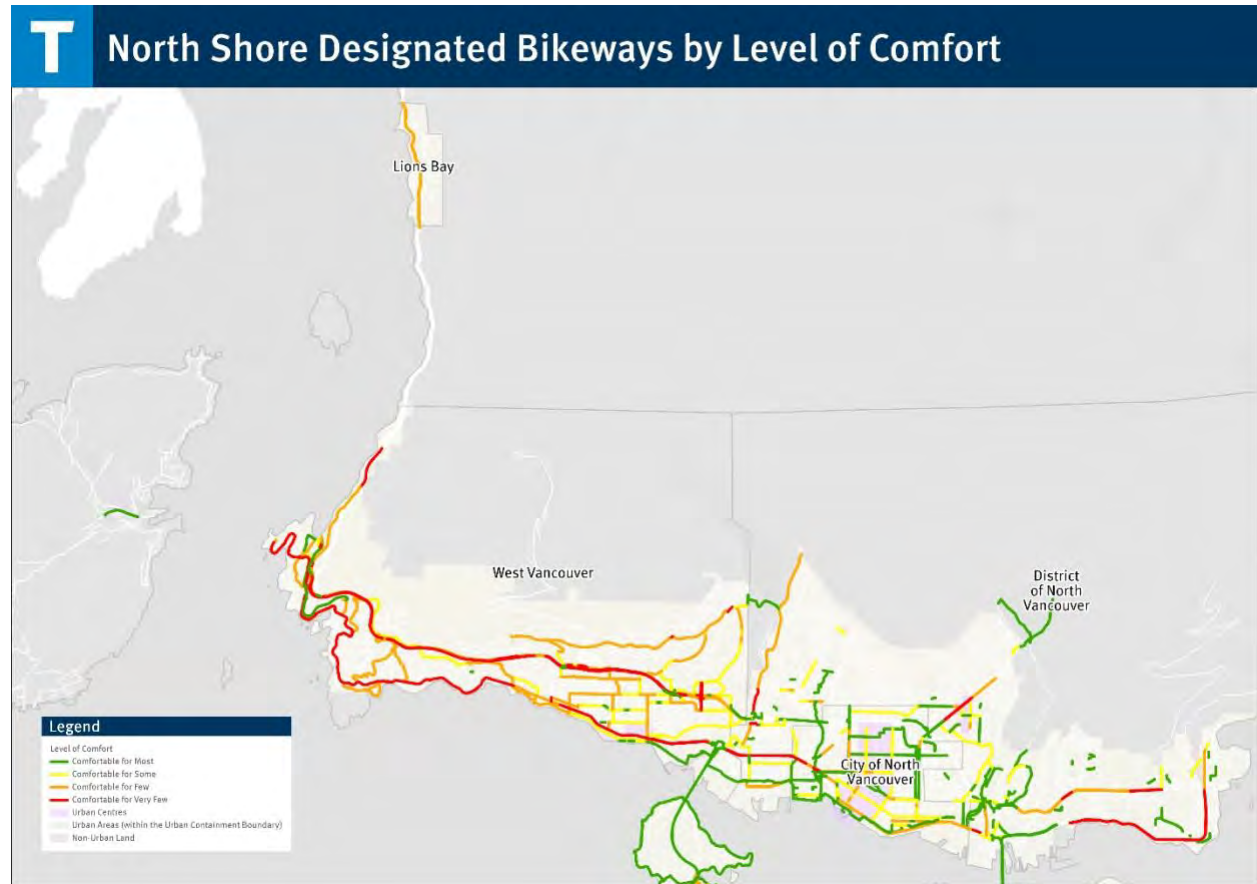 T
North Shore Designated Bikeways by Level of Comfort
Lions Bay
West Vancouver
District
of North
Vancouver
City of North
Vancouver
Legend
Level of Comfort
Comfortable for Most
Comfortable for Some
Comfortable for Few
Comfortable for Very Few
Urban Centres
Urban Areas (within the Urban Containment Boundary)
Non-Urban Land